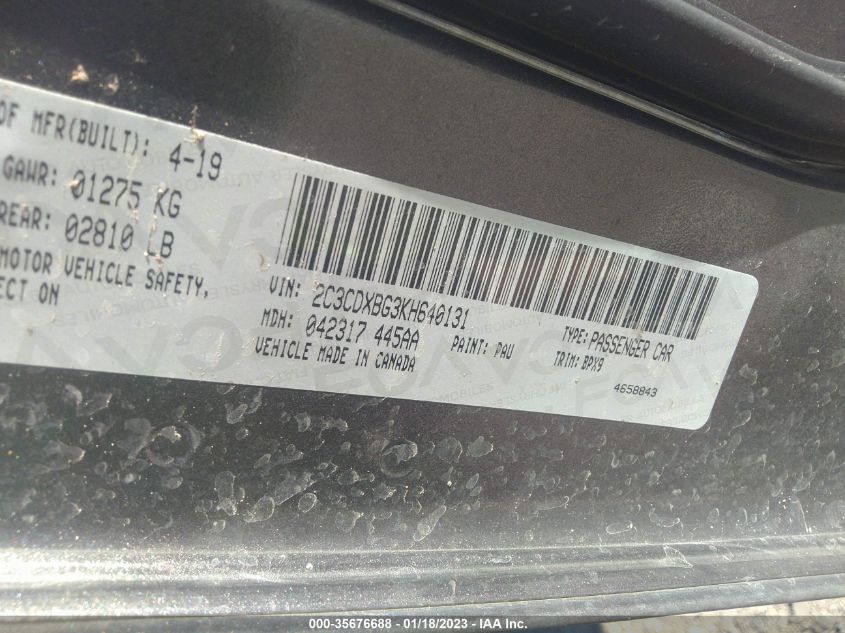 OF MFR(BUILT): 4-19
GAWR: 01275 KG
REAR: 02810 LB
MOTOR VEHICLE SAFETY,
ECT ON
VIN: 2C3CDXBG3KH640131
TYPE: PASSENGER CAR
MDH: 042317 445AA
PAINT: PAU
TRIM: BPX9
VEHICLE MADE IN CANADA
4658843
000-35676688 - 01/18/2023 - IAA Inc.